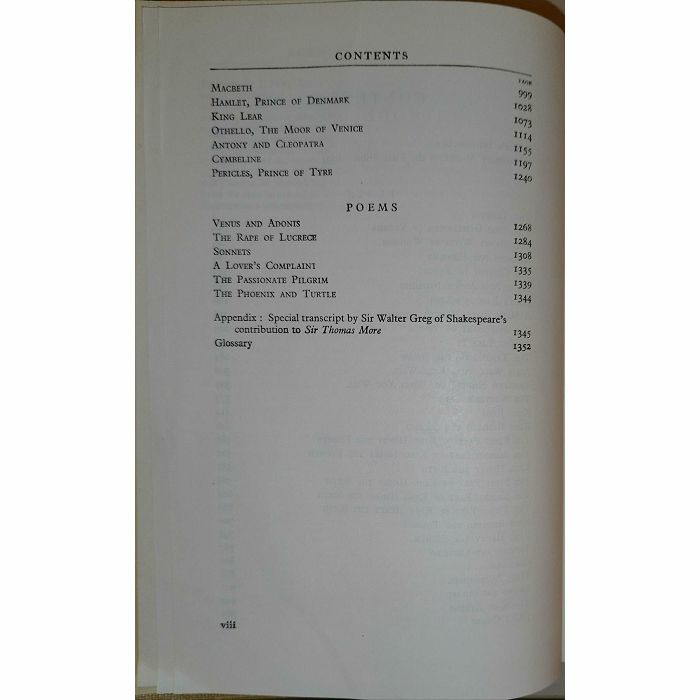 CONTENTS
PAGE
MACBETH 999
HAMLET, PRINCE OF DENMARK 1028
KING LEAR 1073
OTHELLO, THE MOOR OF VENICE 1114
ANTONY AND CLEOPATRA 1155
CYMBELINE 1197
PERICLES, PRINCE OF TYRE 1240
POEMS
VENUS AND ADONIS 1268
THE RAPE OF LUCRECE 1284
SONNETS 1308
A LOVER'S COMPLAINT 1335
THE PASSIONATE PILGRIM 1339
THE PHOENIX AND TURTLE 1344
Appendix : Special transcript by Sir Walter Greg of Shakespeare's
contribution to Sir Thomas More 1345
Glossary 1352
viii